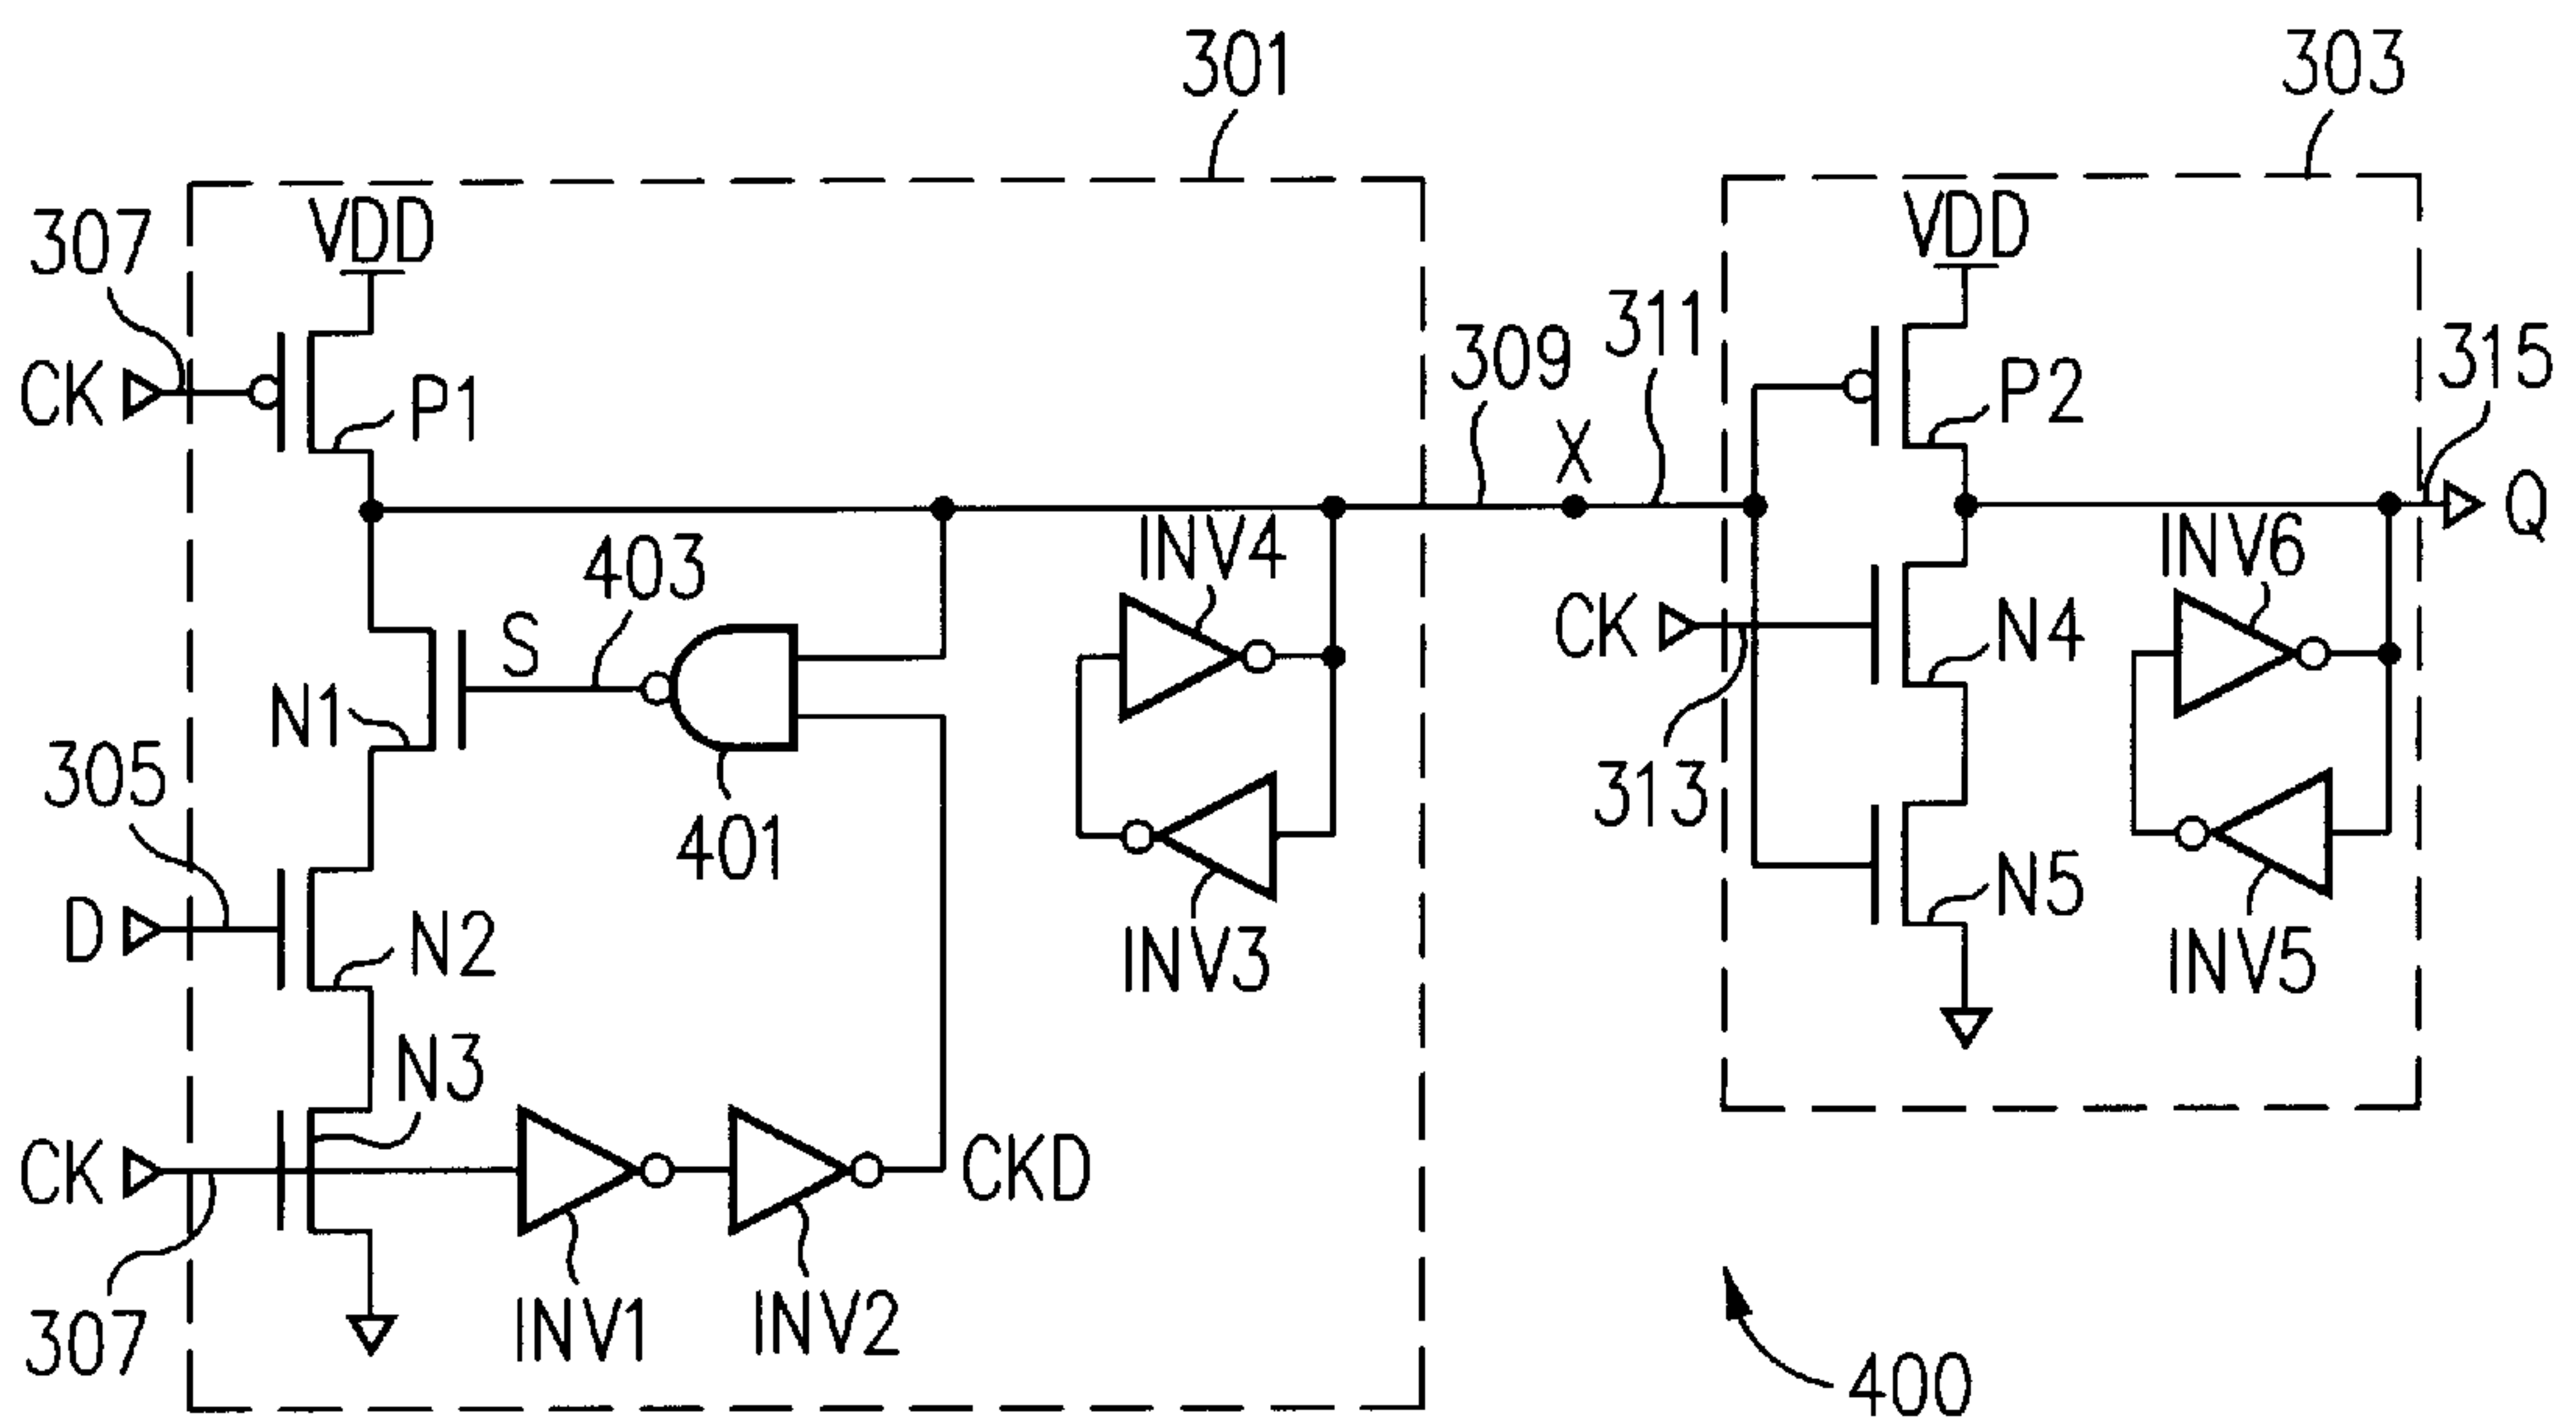 301
303
VDD
VDD
307
CK
P1
309
311
X
P2
315
Q
INV4
INV6
403
S
CK
N4
N1
305
401
313
D
N2
INV3
N5
INV5
N3
CK
CKD
307
INV1
INV2
400